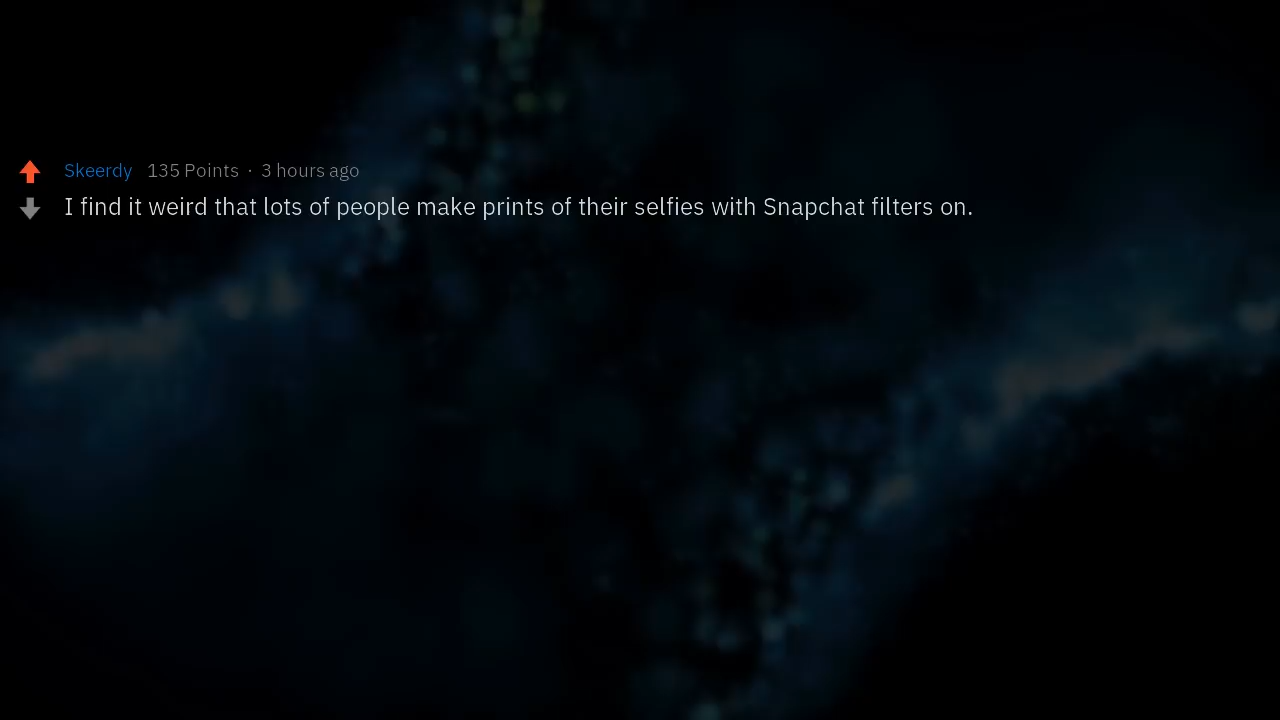 Skeerdy 135 Points · 3 hours ago
I find it weird that lots of people make prints of their selfies with Snapchat filters on.